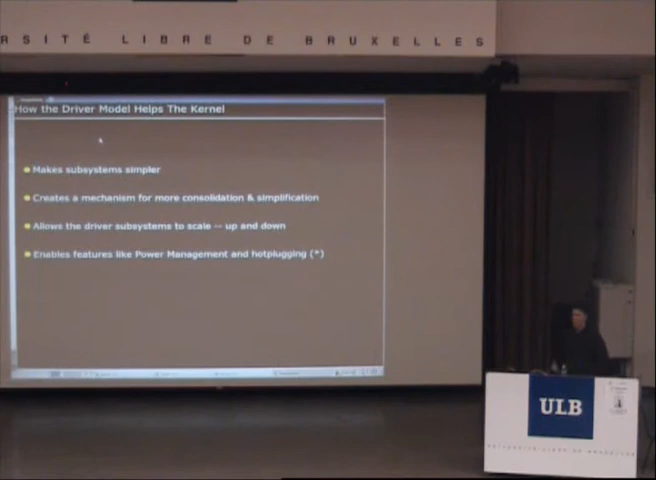 RSITÉ LIBRE DE BRUXELLES
How the Driver Model Helps The Kernel
Makes subsystems simpler
Creates a mechanism for more consolidation & simplification
Allows the driver subsystems to scale -- up and down
Enables features like Power Management and hotplugging (*)
ULB